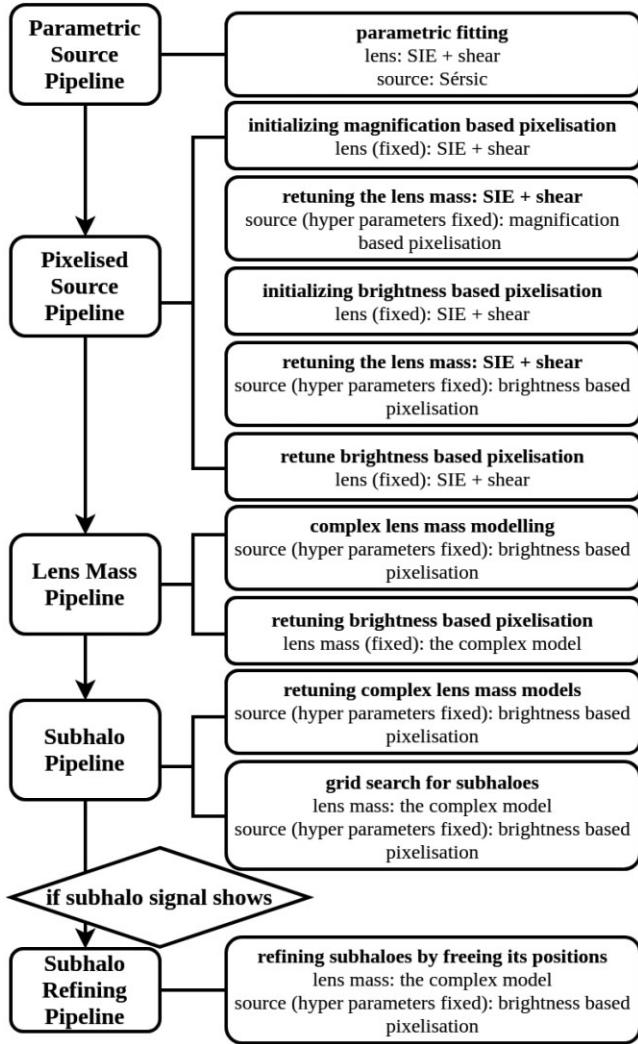 Parametric
Source
Pipeline
parametric fitting
lens: SIE + shear
source: Sérsic
Pixelised
Source
Pipeline
initializing magnification based pixelisation
lens (fixed): SIE + shear
retuning the lens mass: SIE + shear
source (hyper parameters fixed): magnification
based pixelisation
initializing brightness based pixelisation
lens (fixed): SIE + shear
retuning the lens mass: SIE + shear
source (hyper parameters fixed): brightness based
pixelisation
retune brightness based pixelisation
lens (fixed): SIE + shear
Lens Mass
Pipeline
complex lens mass modelling
source (hyper parameters fixed): brightness based
pixelisation
retuning brightness based pixelisation
lens mass (fixed): the complex model
Subhalo
Pipeline
retuning complex lens mass models
source (hyper parameters fixed): brightness based
pixelisation
grid search for subhaloes
lens mass: the complex model
source (hyper parameters fixed): brightness based
pixelisation
if subhalo signal shows
Subhalo
Refining
Pipeline
refining subhaloes by freeing its positions
lens mass: the complex model
source (hyper parameters fixed): brightness based
pixelisation